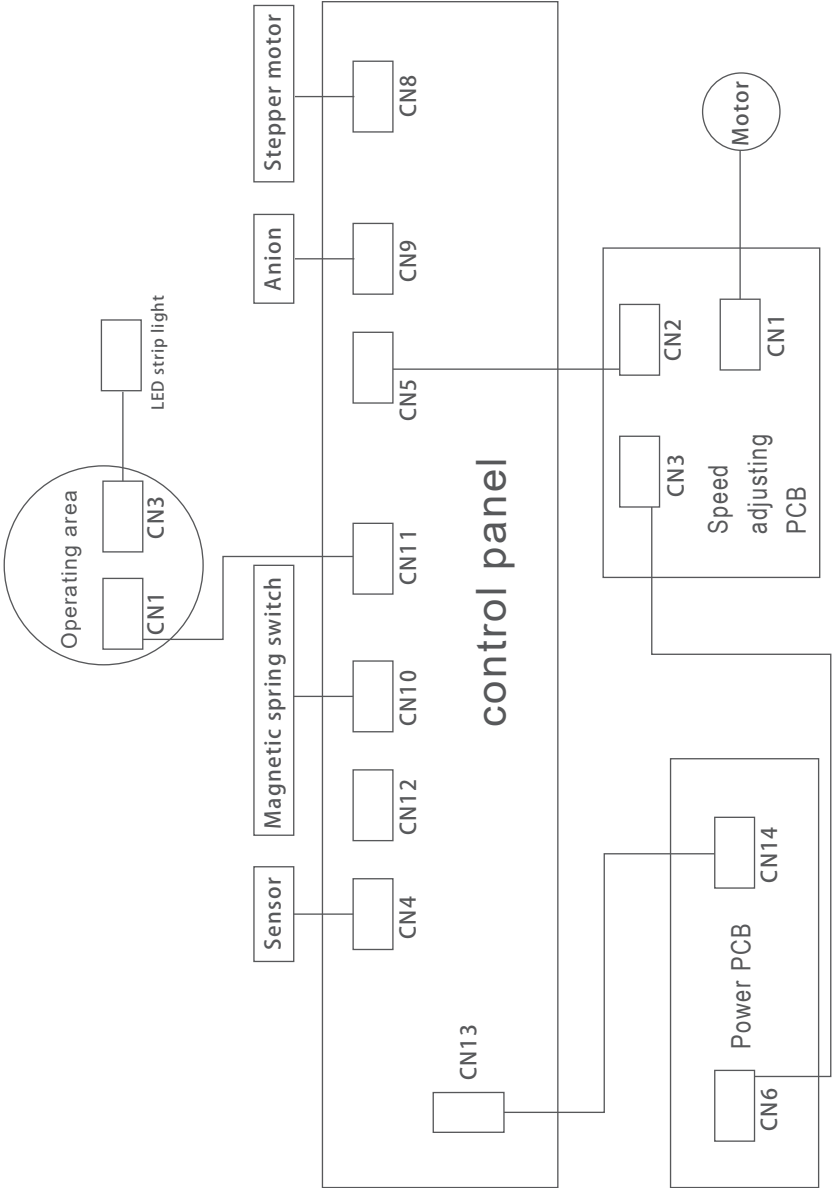 Operating area
CN1
CN3
LED strip light
Sensor
Magnetic spring switch
Anion
Stepper motor
CN4
CN12
CN10
CN11
CN5
CN9
CN8
CN13
control panel
CN3
CN2
Speed
adjusting
PCB
CN1
Motor
Power PCB
CN6
CN14